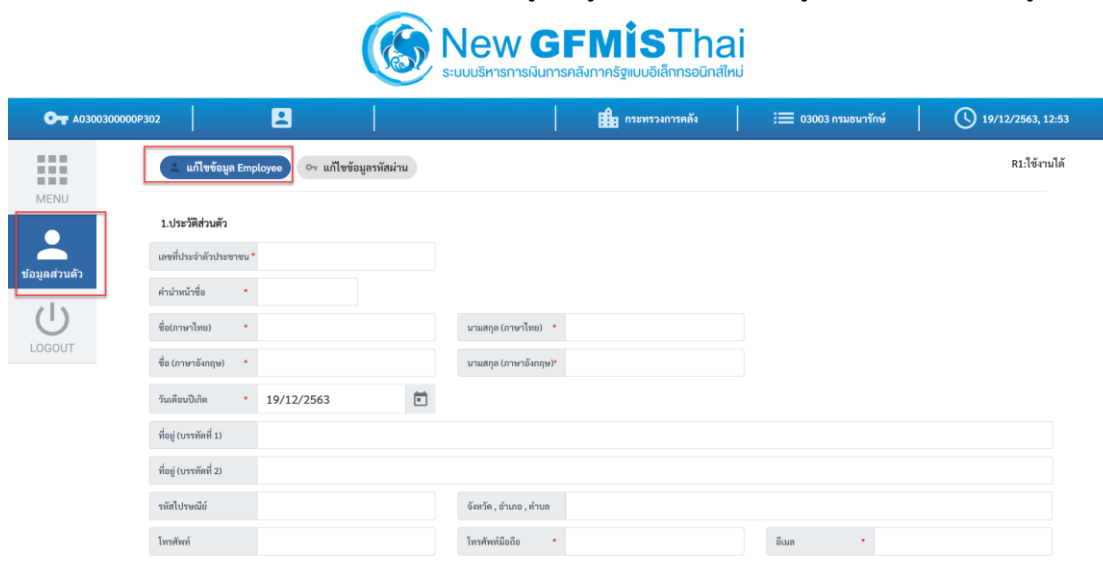 New GFMISThai
ระบบบริหารการเงินการคลังภาครัฐแบบอิเล็กทรอนิกส์ใหม่
A0300300000P302 กระทรวงการคลัง 03003 กรมธนารักษ์ 19/12/2563, 12:53
แก้ไขข้อมูล Employee แก้ไขข้อมูลรหัสผ่าน R1:ใช้งานได้
MENU
1.ประวัติส่วนตัว
เลขที่ประจำตัวประชาชน *
ข้อมูลส่วนตัว
คำนำหน้าชื่อ *
ชื่อ(ภาษาไทย) * นามสกุล (ภาษาไทย) *
LOGOUT
ชื่อ (ภาษาอังกฤษ) * นามสกุล (ภาษาอังกฤษ)*
วันเดือนปีเกิด * 19/12/2563
ที่อยู่ (บรรทัดที่ 1)
ที่อยู่ (บรรทัดที่ 2)
รหัสไปรษณีย์ จังหวัด , อำเภอ , ตำบล
โทรศัพท์ โทรศัพท์มือถือ * อีเมล *